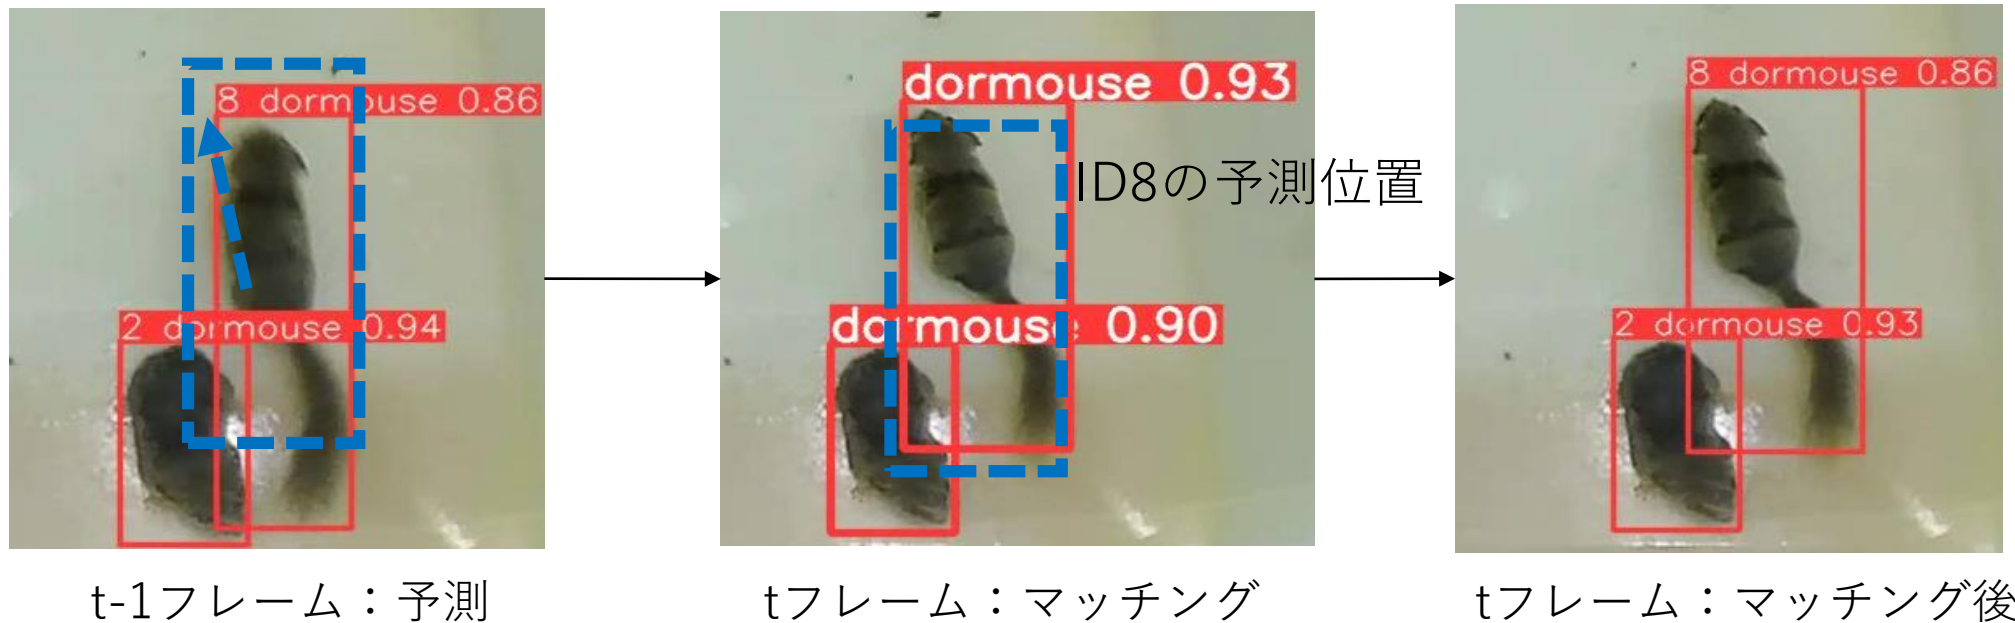 8 dormouse 0.86
2 dormouse 0.94
t-1フレーム：予測
dormouse 0.93
ID8の予測位置
dormouse 0.90
tフレーム：マッチング
8 dormouse 0.86
2 dormouse 0.93
tフレーム：マッチング後